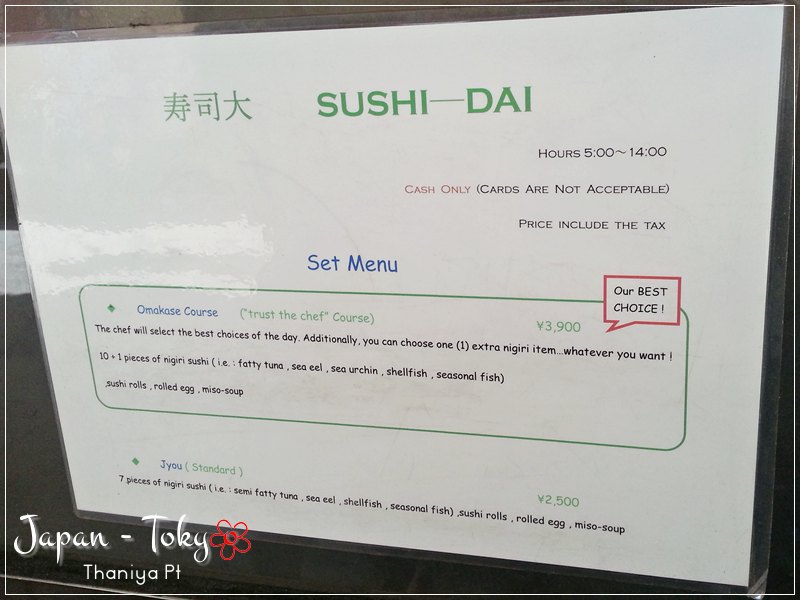 寿司大 SUSHI—DAI
HOURS 5:00～14:00
CASH ONLY (CARDS ARE NOT ACCEPTABLE)
PRICE INCLUDE THE TAX
Set Menu
Our BEST
CHOICE !
◆ Omakase Course ("trust the chef" Course) ¥3,900
The chef will select the best choices of the day. Additionally, you can choose one (1) extra nigiri item...whatever you want !
10 + 1 pieces of nigiri sushi ( i.e. : fatty tuna , sea eel , sea urchin , shellfish , seasonal fish)
,sushi rolls , rolled egg , miso-soup
◆ Jyou ( Standard ) ¥2,500
7 pieces of nigiri sushi ( i.e. : semi fatty tuna , sea eel , shellfish , seasonal fish) ,sushi rolls , rolled egg , miso-soup
Japan - Tokyo
Thaniya Pt